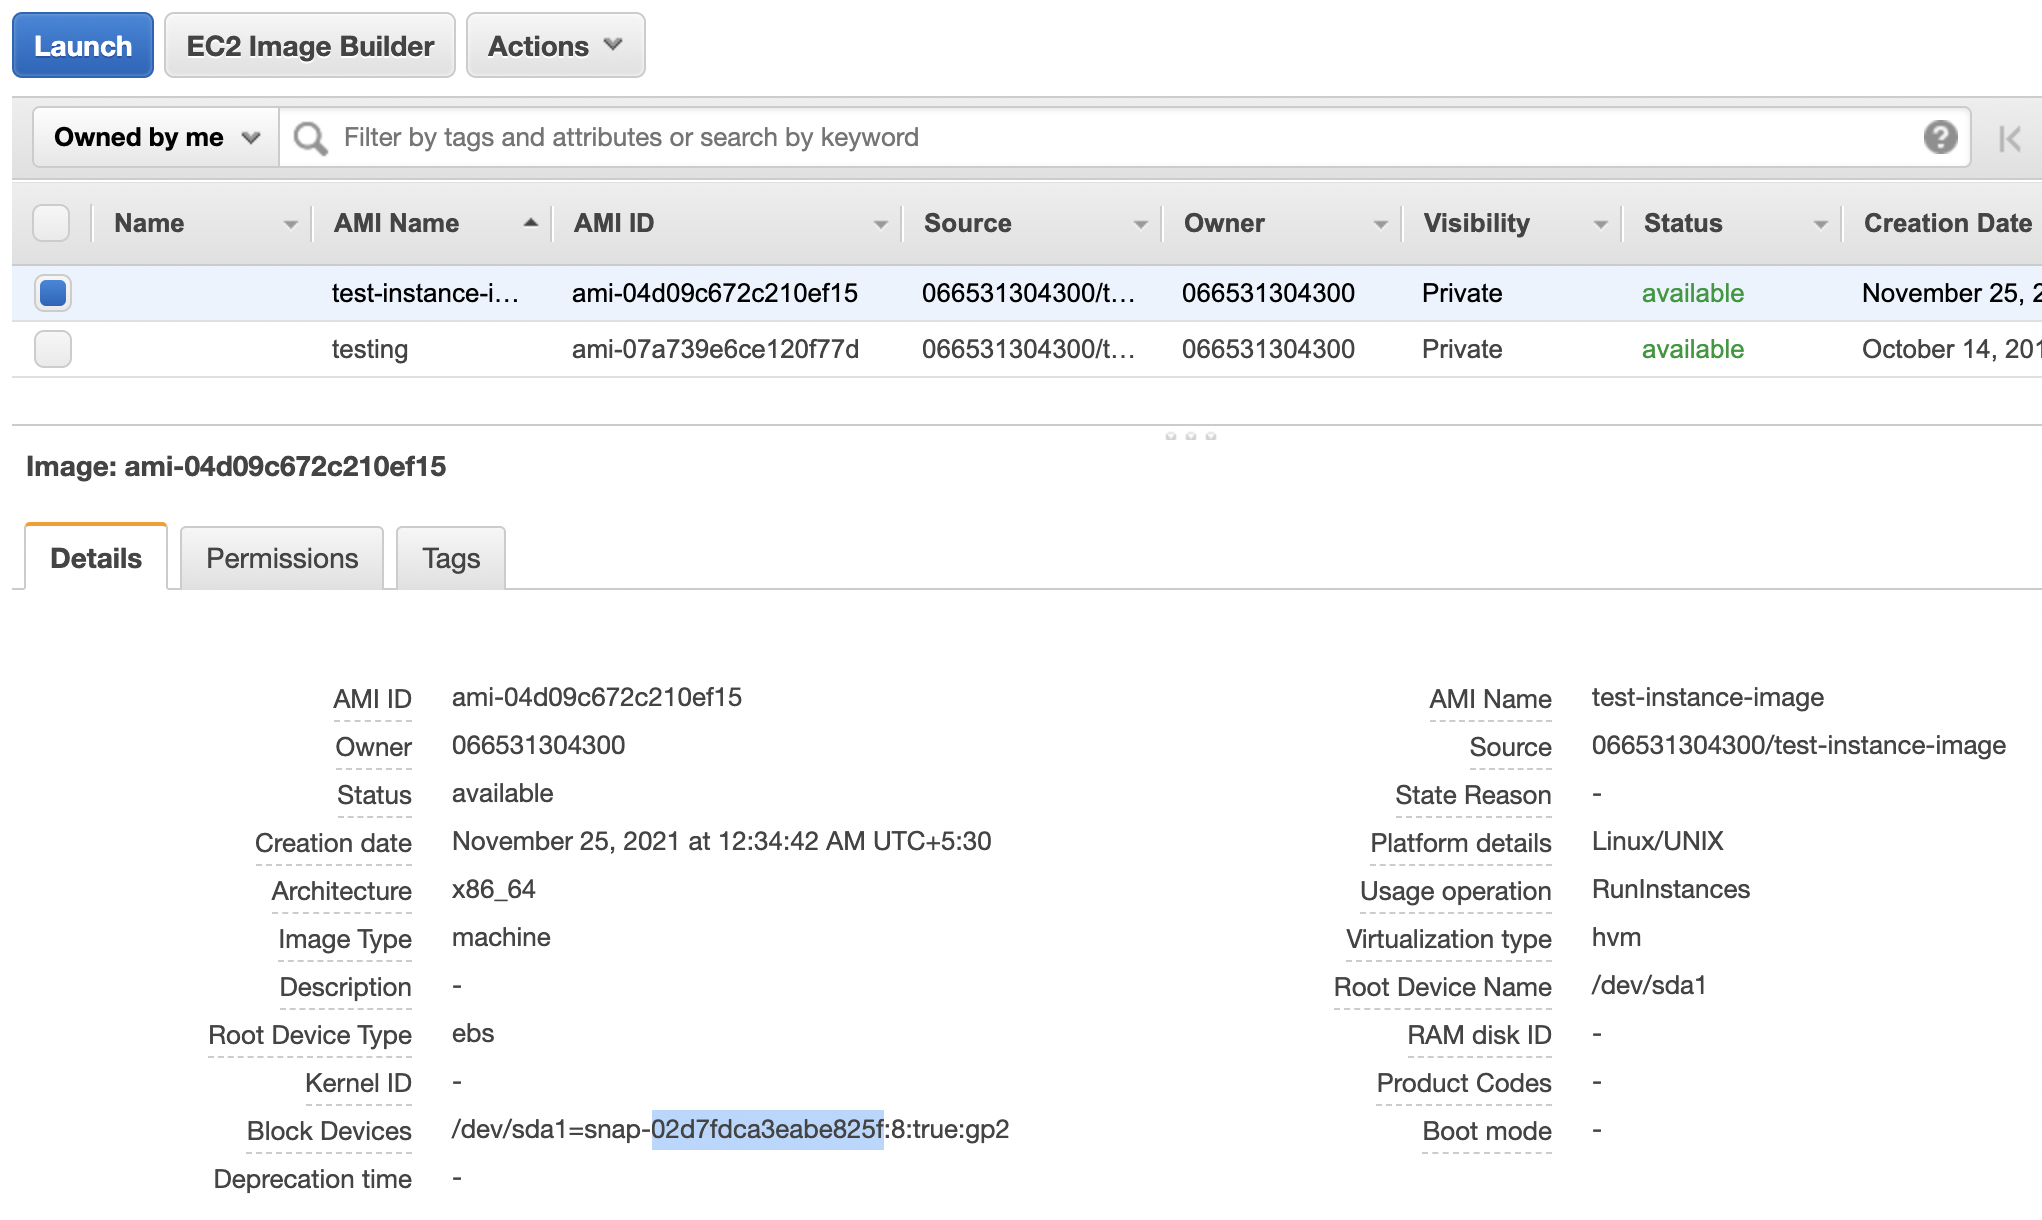 Launch EC2 Image Builder Actions
Owned by me Filter by tags and attributes or search by keyword
Name AMI Name AMI ID Source Owner Visibility Status Creation Date
test-instance-i... ami-04d09c672c210ef15 066531304300/t... 066531304300 Private available November 25, 2
testing ami-07a739e6ce120f77d 066531304300/t... 066531304300 Private available October 14, 201
Image: ami-04d09c672c210ef15
Details Permissions Tags
AMI ID ami-04d09c672c210ef15 AMI Name test-instance-image
Owner 066531304300 Source 066531304300/test-instance-image
Status available State Reason -
Creation date November 25, 2021 at 12:34:42 AM UTC+5:30 Platform details Linux/UNIX
Architecture x86_64 Usage operation RunInstances
Image Type machine Virtualization type hvm
Description - Root Device Name /dev/sda1
Root Device Type ebs RAM disk ID -
Kernel ID - Product Codes -
Block Devices /dev/sda1=snap-02d7fdca3eabe825f:8:true:gp2 Boot mode -
Deprecation time -